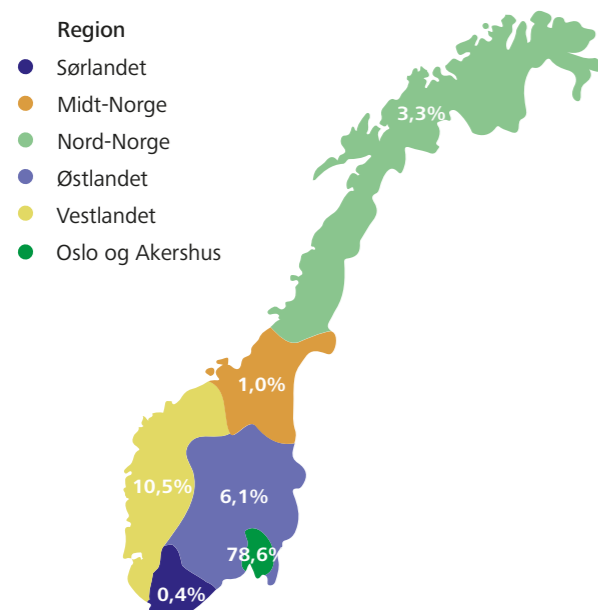 Region
Sørlandet
Midt-Norge
Nord-Norge
Østlandet
Vestlandet
Oslo og Akershus
3,3%
1,0%
10,5%
6,1%
78,6%
0,4%